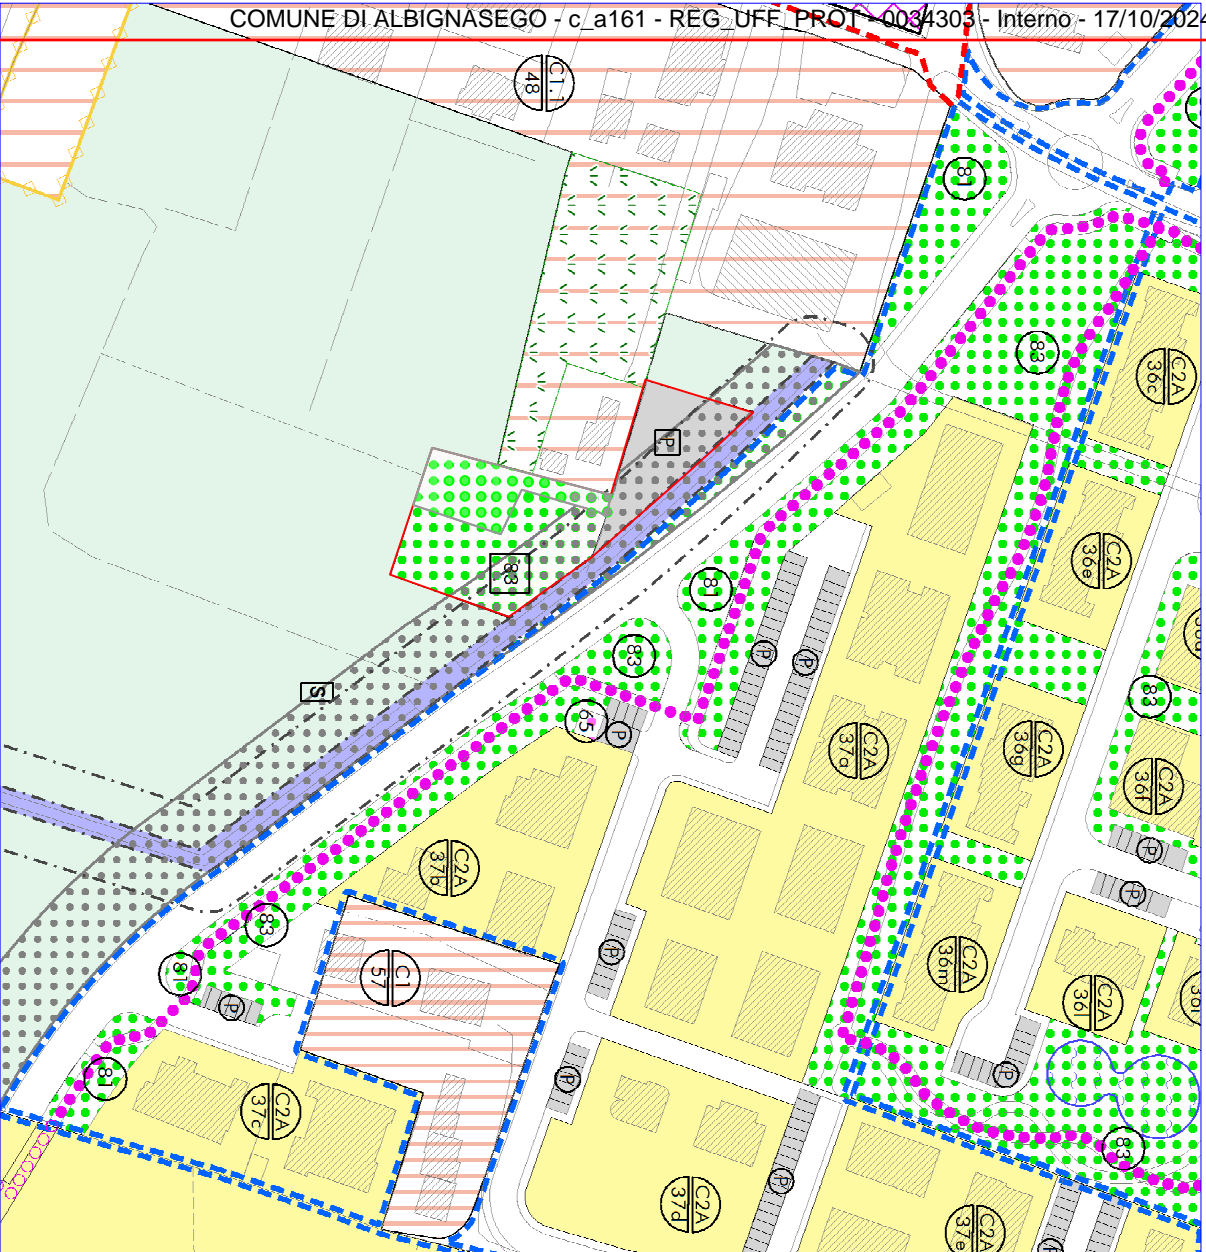 COMUNE DI ALBIGNASEGO - c_a161 - REG_UFF_PROT - 0034303 - Interno - 17/10/2024
C1.1
48
81
83
C2A
36c
P
C2A
36e
83
81
83
P
P
S
65
P
C2A
37a
C2A
36g
83
C2A
36f
P
P
C2A
37b
83
81
P
C1
57
P
C2A
36m
C2A
36i
P
P
81
C2A
37c
83
P
C2A
37d
C2A
37e